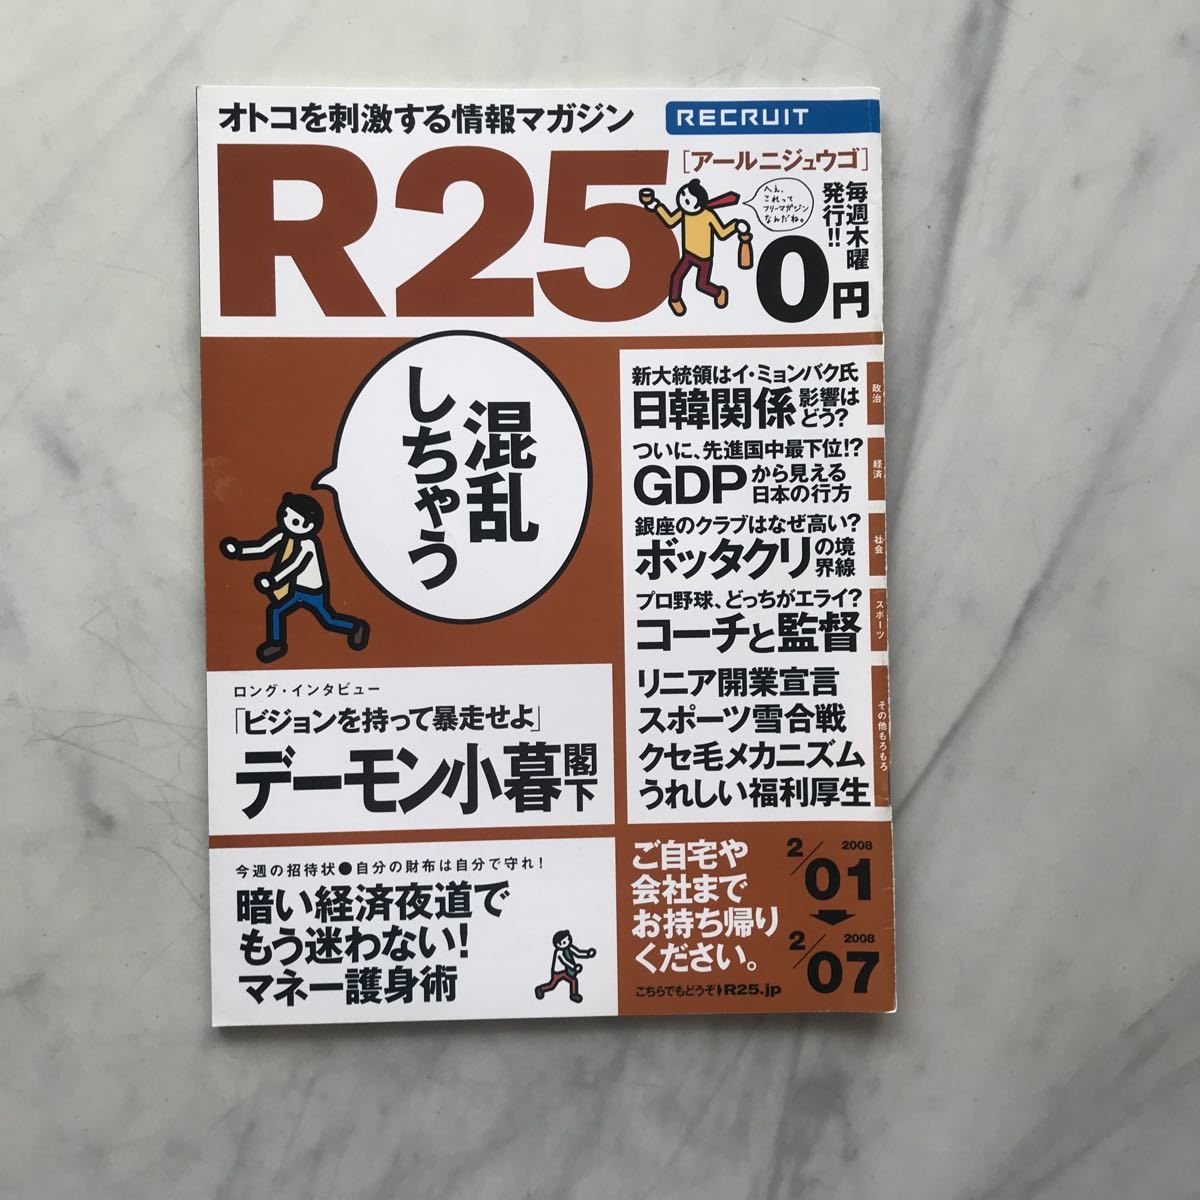 オトコを刺激する情報マガジン
RECRUIT
R25
[アールニジュウゴ]
へぇ、
これって
フリーマガジン
なんだね。
毎週木曜
発行!!
0円
混乱
しちゃう
新大統領はイ・ミョンバク氏
日韓関係 影響は
どう?
政治
ついに、先進国中最下位!?
GDPから見える
日本の行方
経済
銀座のクラブはなぜ高い?
ボッタクリの境
界線
社会
プロ野球、どっちがエライ?
コーチと監督
スポーツ
リニア開業宣言
スポーツ雪合戦
クセ毛メカニズム
うれしい福利厚生
その他もろもろ
ロング・インタビュー
「ビジョンを持って暴走せよ」
デーモン小暮閣下
今週の招待状●自分の財布は自分で守れ!
暗い経済夜道で
もう迷わない!
マネー護身術
ご自宅や
会社まで
お持ち帰り
ください。
こちらでもどうぞ R25.jp
2008
2/01
2008
2/07